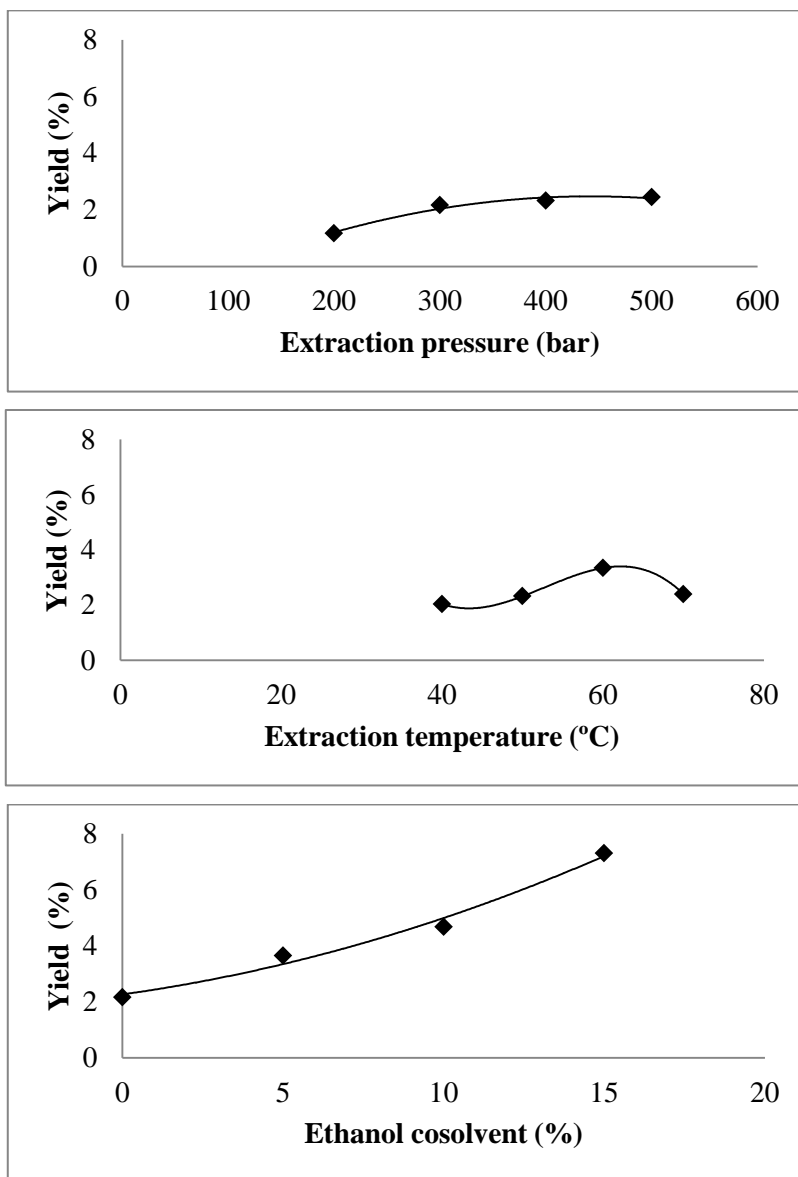 8
6
4
2
0
Yield (%)
0 100 200 300 400 500 600
Extraction pressure (bar)
8
6
4
2
0
Yield (%)
0 20 40 60 80
Extraction temperature (ºC)
8
6
4
2
0
Yield (%)
0 5 10 15 20
Ethanol cosolvent (%)